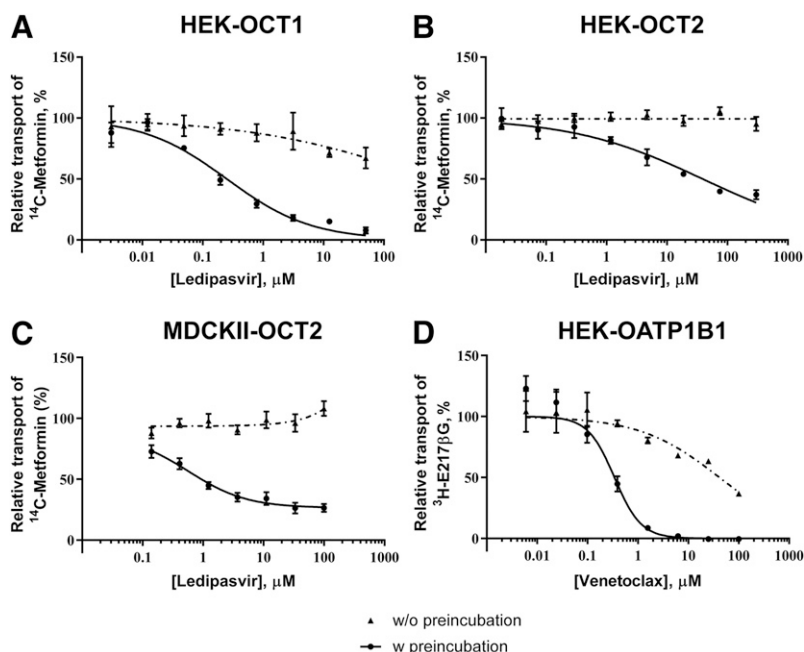 A
HEK-OCT1
Relative transport of
¹⁴C-Metformin, %
150
100
50
0
0.01 0.1 1 10 100
[Ledipasvir], μM
B
HEK-OCT2
Relative transport of
¹⁴C-Metformin, %
150
100
50
0
0.1 1 10 100 1000
[Ledipasvir], μM
C
MDCKII-OCT2
Relative transport of
¹⁴C-Metformin (%)
150
100
50
0
0.1 1 10 100 1000
[Ledipasvir], μM
D
HEK-OATP1B1
Relative transport of
³H-E217βG, %
150
100
50
0
0.01 0.1 1 10 100 1000
[Venetoclax], μM
w/o preincubation
w preincubation